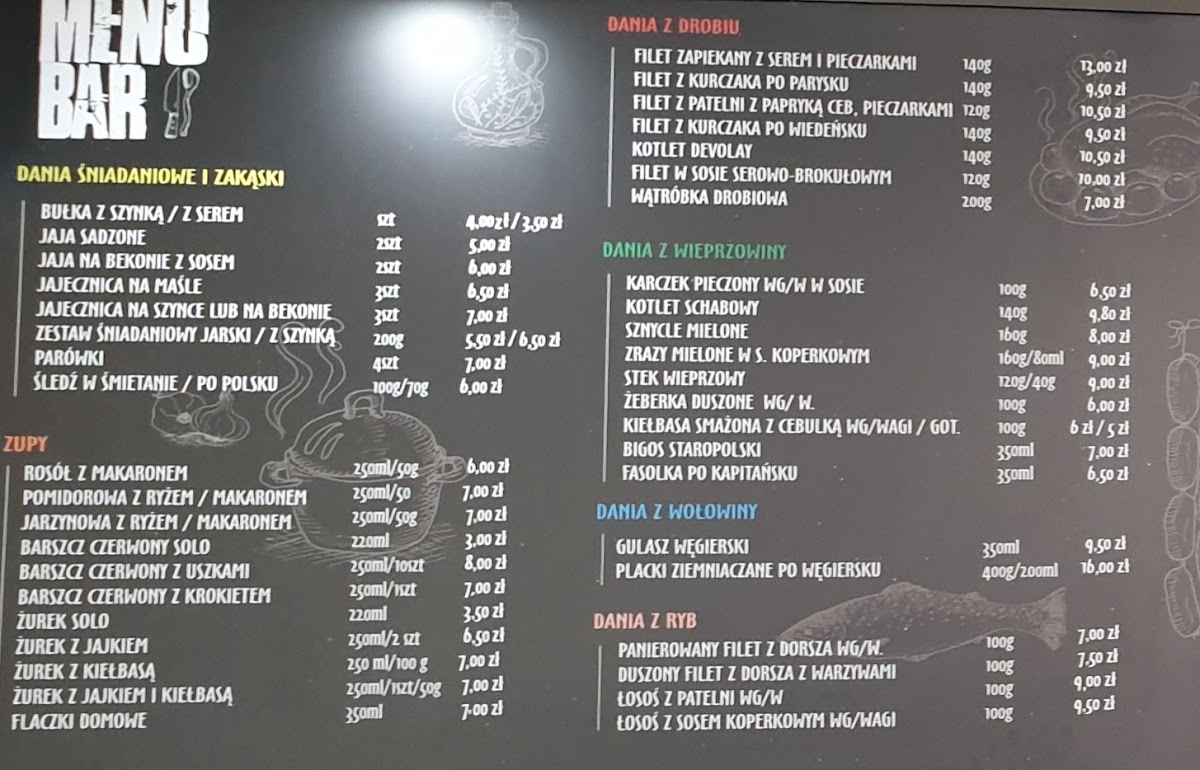 MENU
BAR
DANIA ŚNIADANIOWE I ZAKĄSKI
BUŁKA Z SZYNKĄ / Z SEREM szt 4,00zł / 3,50 zł
JAJA SADZONE 2szt 5,00 zł
JAJA NA BEKONIE Z SOSEM 2szt 6,00 zł
JAJECZNICA NA MAŚLE 3szt 6,50 zł
JAJECZNICA NA SZYNCE LUB NA BEKONIE 3szt 7,00 zł
ZESTAW ŚNIADANIOWY JARSKI / Z SZYNKĄ 200g 5,50 zł / 6,50 zł
PARÓWKI 4szt 7,00 zł
ŚLEDŹ W ŚMIETANIE / PO POLSKU 100g/70g 6,00 zł
ZUPY
ROSÓŁ Z MAKARONEM 250ml/50g 6,00 zł
POMIDOROWA Z RYŻEM / MAKARONEM 250ml/50 7,00 zł
JARZYNOWA Z RYŻEM / MAKARONEM 250ml/50g 7,00 zł
BARSZCZ CZERWONY SOLO 220ml 3,00 zł
BARSZCZ CZERWONY Z USZKAMI 250ml/10szt 8,00 zł
BARSZCZ CZERWONY Z KROKIETEM 250ml/1szt 7,00 zł
ŻUREK SOLO 220ml 3,50 zł
ŻUREK Z JAJKIEM 250ml/2 szt 6,50 zł
ŻUREK Z KIEŁBASĄ 250 ml/100 g 7,00 zł
ŻUREK Z JAJKIEM I KIEŁBASĄ 250ml/1szt/50g 7,00 zł
FLACZKI DOMOWE 350ml 7,00 zł
DANIA Z DROBIU
FILET ZAPIEKANY Z SEREM I PIECZARKAMI 140g 13,00 zł
FILET Z KURCZAKA PO PARYSKU 140g 9,50 zł
FILET Z PATELNI Z PAPRYKĄ CEB, PIECZARKAMI 120g 10,50 zł
FILET Z KURCZAKA PO WIEDEŃSKU 140g 9,50 zł
KOTLET DEVOLAY 140g 10,50 zł
FILET W SOSIE SEROWO-BROKUŁOWYM 120g 10,00 zł
WĄTRÓBKA DROBIOWA 200g 7,00 zł
DANIA Z WIEPRZOWINY
KARCZEK PIECZONY WG/W W SOSIE 100g 6,50 zł
KOTLET SCHABOWY 140g 9,80 zł
SZNYCLE MIELONE 160g 8,00 zł
ZRAZY MIELONE W S. KOPERKOWYM 160g/80ml 9,00 zł
STEK WIEPRZOWY 120g/40g 9,00 zł
ŻEBERKA DUSZONE WG/ W. 100g 6,00 zł
KIEŁBASA SMAŻONA Z CEBULKĄ WG/WAGI / GOT. 100g 6 zł / 5 zł
BIGOS STAROPOLSKI 350ml 7,00 zł
FASOLKA PO KAPITAŃSKU 35ml 6,50 zł
DANIA Z WOŁOWINY
GULASZ WĘGIERSKI 350ml 9,50 zł
PLACKI ZIEMNIACZANE PO WĘGIERSKU 400g/200ml 16,00 zł
DANIA Z RYB
PANIEROWANY FILET Z DORSZA WG/W. 100g 7,00 zł
DUSZONY FILET Z DORSZA Z WARZYWAMI 100g 7,50 zł
ŁOSOŚ Z PATELNI WG/W 100g 9,00 zł
ŁOSOŚ Z SOSEM KOPERKOWYM WG/WAGI 100g 9,50 zł